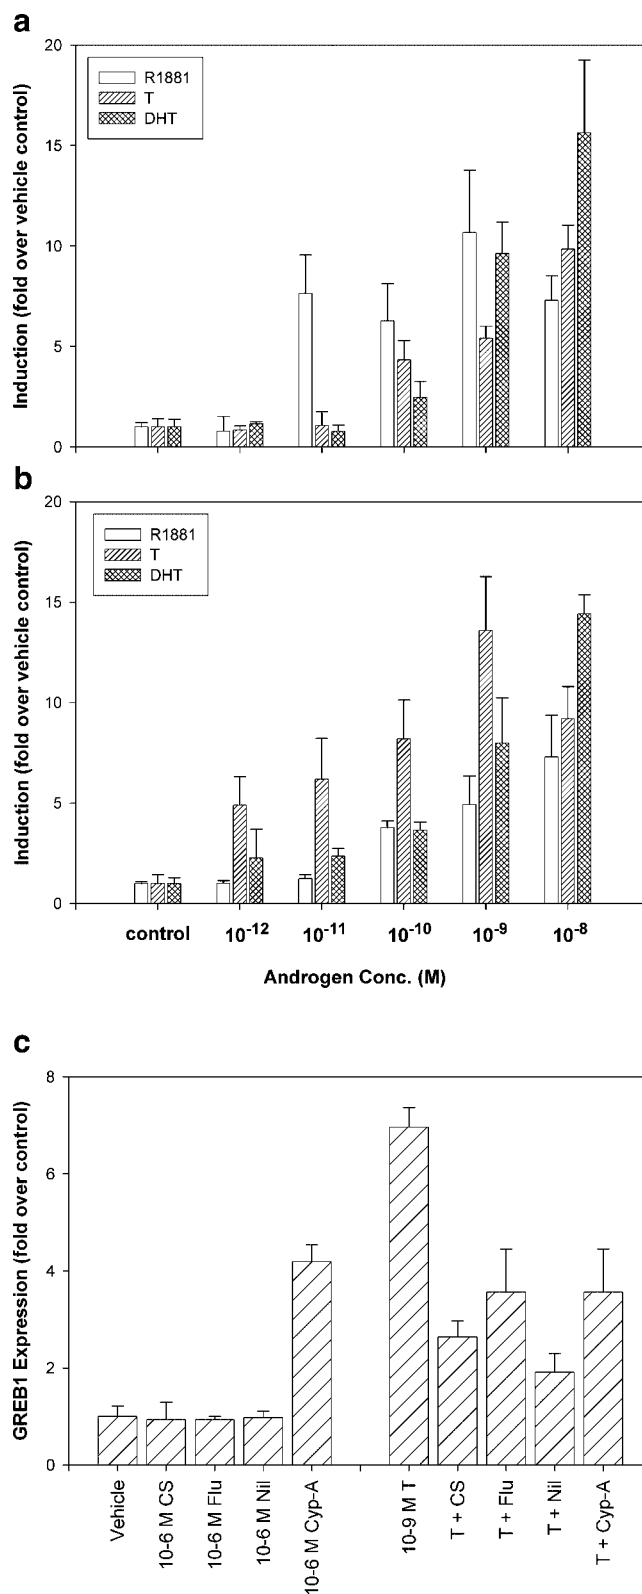 a
20
15
10
5
0
Induction (fold over vehicle control)
R1881
T
DHT
b
20
15
10
5
0
Induction (fold over vehicle control)
R1881
T
DHT
control 10-12 10-11 10-10 10-9 10-8
Androgen Conc. (M)
c
8
6
4
2
0
GREB1 Expression (fold over control)
Vehicle
10-6 M CS
10-6 M Flu
10-6 M Nil
10-6 M Cyp-A
10-9 M T
T + CS
T + Flu
T + Nil
T + Cyp-A